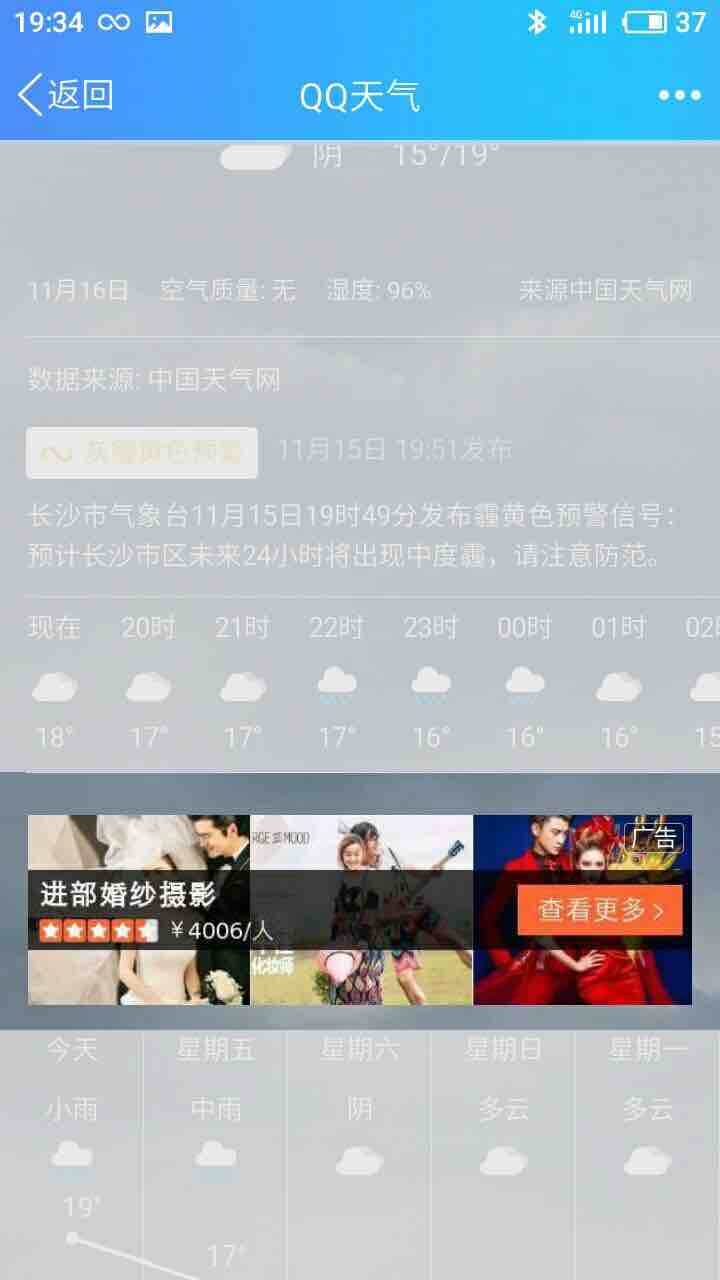 19:34 4G 37
返回 QQ天气
阴 15°/19°
11月16日 空气质量: 无 湿度: 96% 来源中国天气网
数据来源: 中国天气网
灰霾黄色预警 11月15日 19:51发布
长沙市气象台11月15日19时49分发布霾黄色预警信号：
预计长沙市区未来24小时将出现中度霾，请注意防范。
现在 20时 21时 22时 23时 00时 01时
18° 17° 17° 17° 16° 16° 16° 15
广告
进部婚纱摄影
¥4006/人
查看更多
化妆师
今天 星期五 星期六 星期日 星期一
小雨 中雨 阴 多云 多云
19°
17°